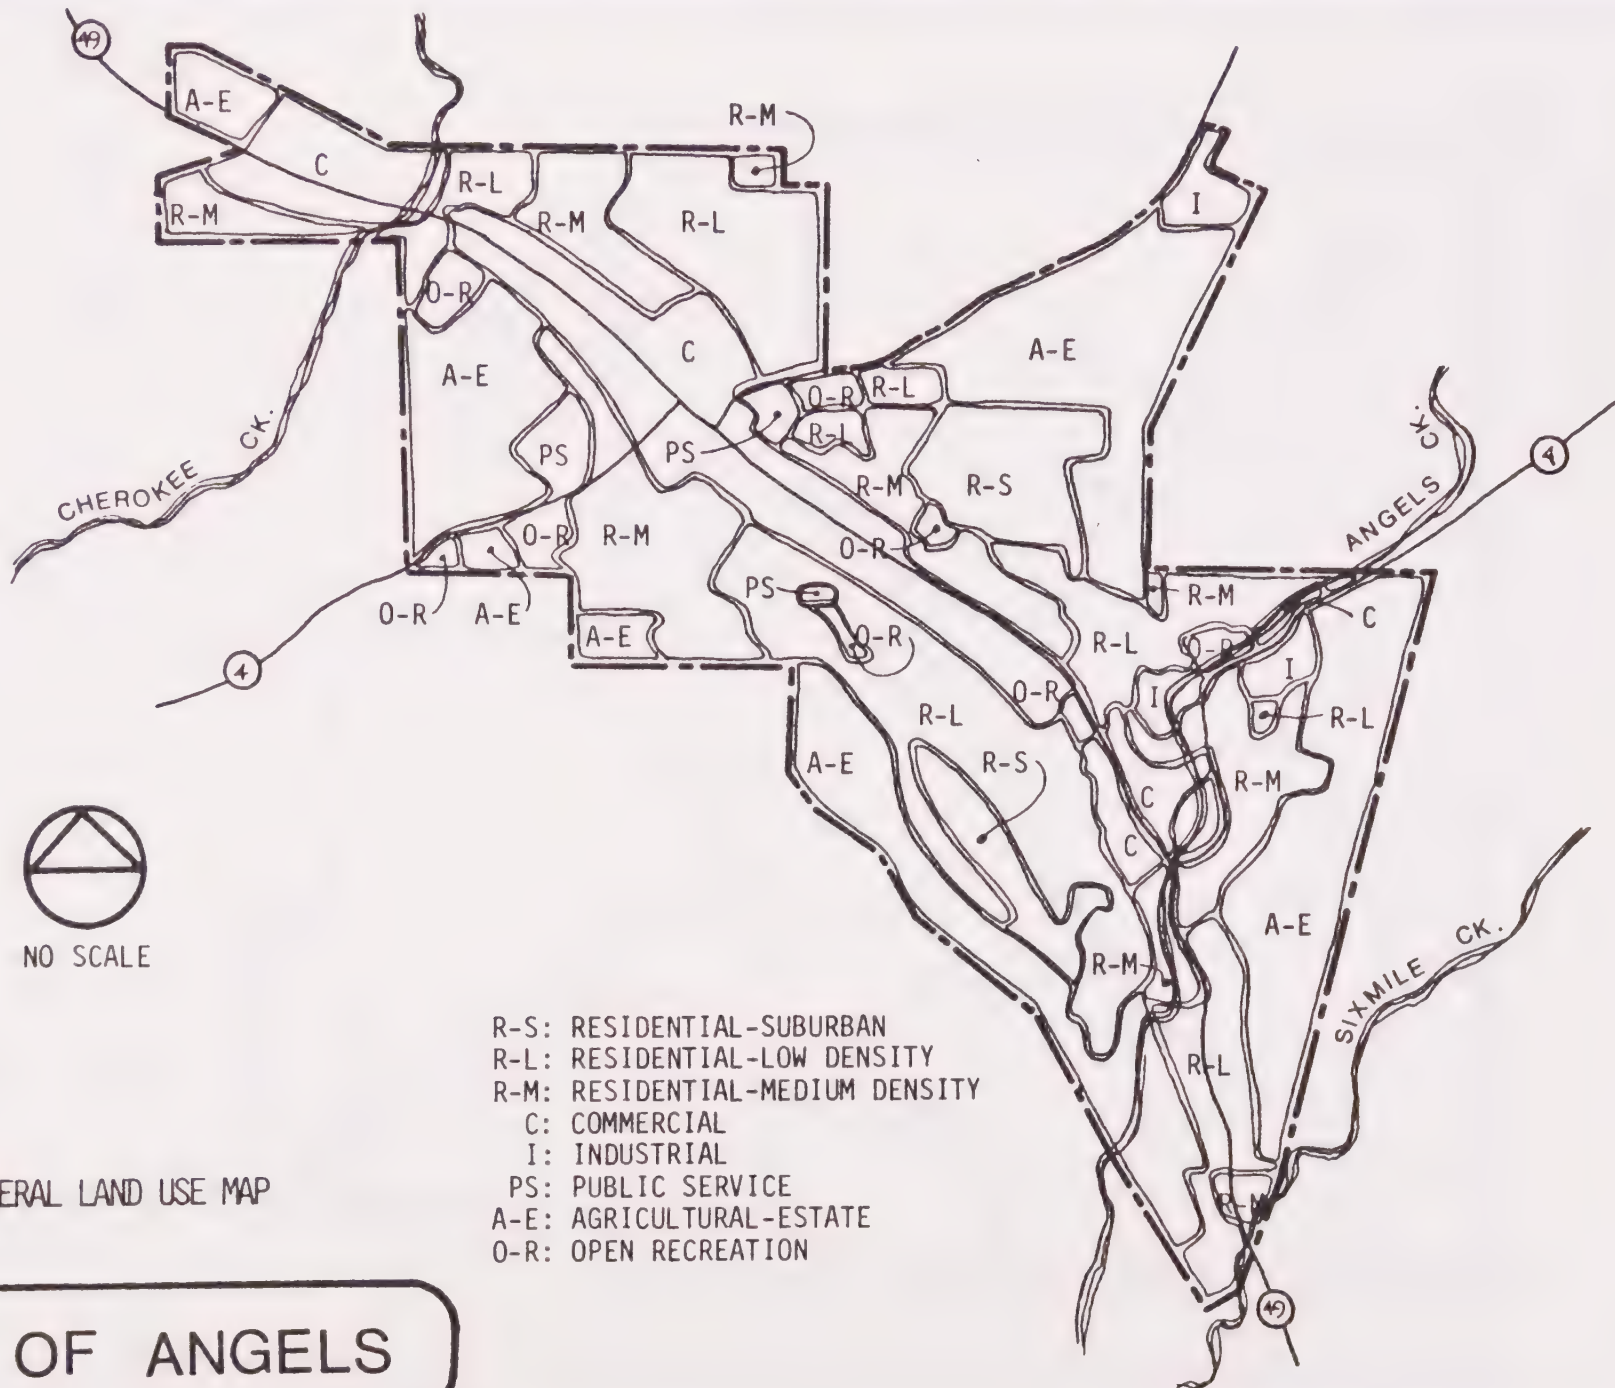 49
A-E
R-M
C
R-L
R-M
R-M
R-L
I
O-R
A-E
C
A-E
O-R
R-L
R-L
CHEROKEE CK.
PS
PS
R-M
R-S
ANGELS CK.
4
O-R
R-M
O-R
O-R
A-E
PS
A-E
O-R
R-M
C
R-L
O-R
I
4
O-R
I
R-L
R-L
A-E
R-S
R-M
C
C
NO SCALE
A-E
SIXMILE CK.
R-M
R-L
R-M
49
R-S: RESIDENTIAL-SUBURBAN
R-L: RESIDENTIAL-LOW DENSITY
R-M: RESIDENTIAL-MEDIUM DENSITY
C: COMMERCIAL
I: INDUSTRIAL
PS: PUBLIC SERVICE
A-E: AGRICULTURAL-ESTATE
O-R: OPEN RECREATION
ERAL LAND USE MAP
OF ANGELS